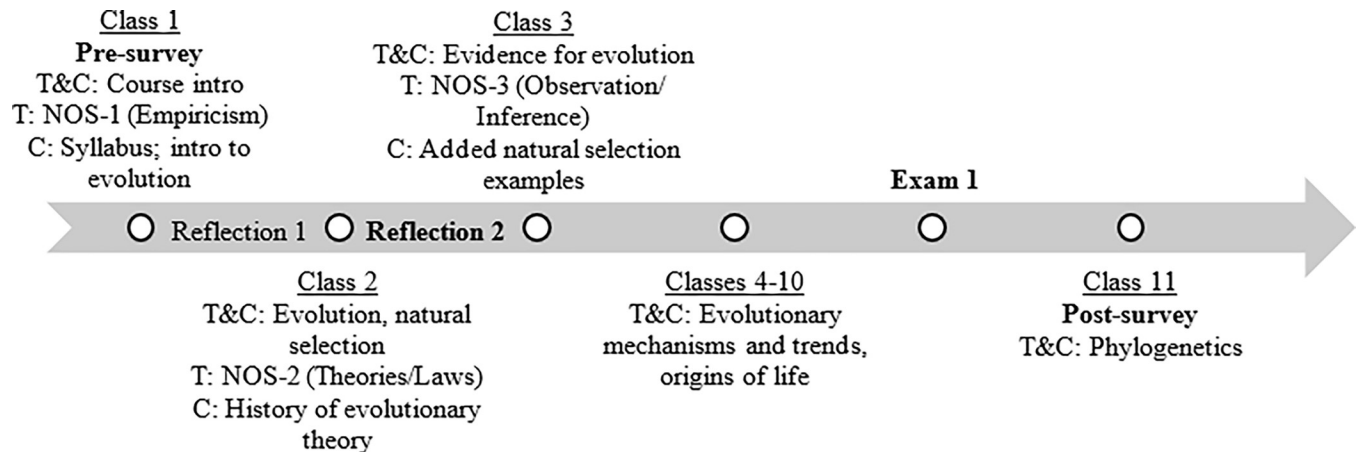 Class 1
Pre-survey
T&C: Course intro
T: NOS-1 (Empiricism)
C: Syllabus; intro to
evolution
Class 3
T&C: Evidence for evolution
T: NOS-3 (Observation/
Inference)
C: Added natural selection
examples
Exam 1
Reflection 1
Reflection 2
Class 2
T&C: Evolution, natural
selection
T: NOS-2 (Theories/Laws)
C: History of evolutionary
theory
Classes 4-10
T&C: Evolutionary
mechanisms and trends,
origins of life
Class 11
Post-survey
T&C: Phylogenetics